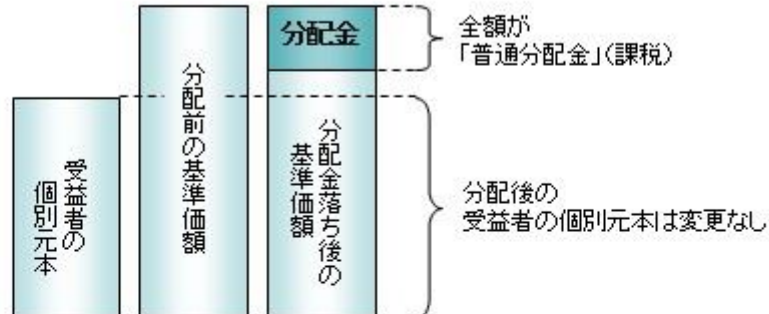 受益者の
個別元本
分配前の基準価額
分配金
分配金落ち後の
基準価額
全額が
「普通分配金」(課税)
分配後の
受益者の個別元本は変更なし